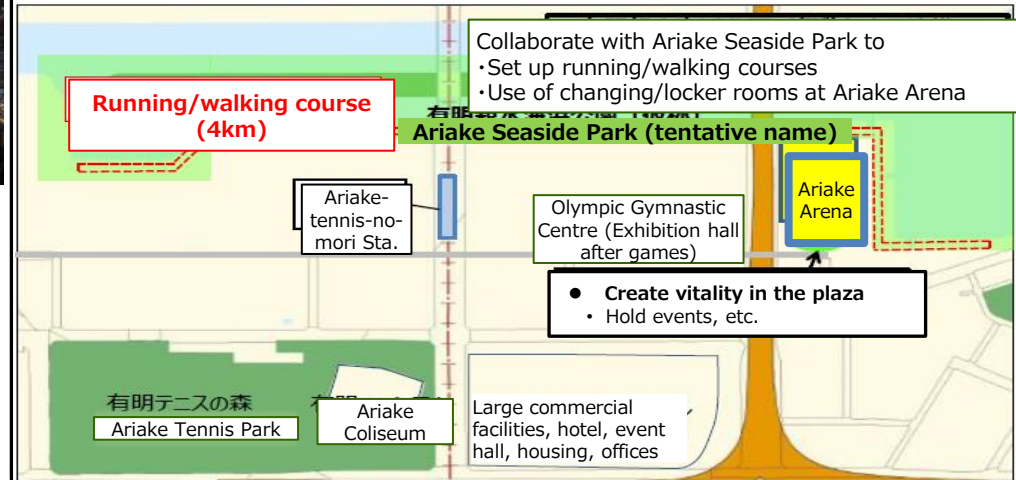 Collaborate with Ariake Seaside Park to
･Set up running/walking courses
･Use of changing/locker rooms at Ariake Arena
Running/walking course
(4km)
Ariake Seaside Park (tentative name)
Ariake-
tennis-no-
mori Sta.
Olympic Gymnastic
Centre (Exhibition hall
after games)
Ariake
Arena
● Create vitality in the plaza
・ Hold events, etc.
有明テニスの森
Ariake Tennis Park
Ariake
Coliseum
Large commercial
facilities, hotel, event
hall, housing, offices